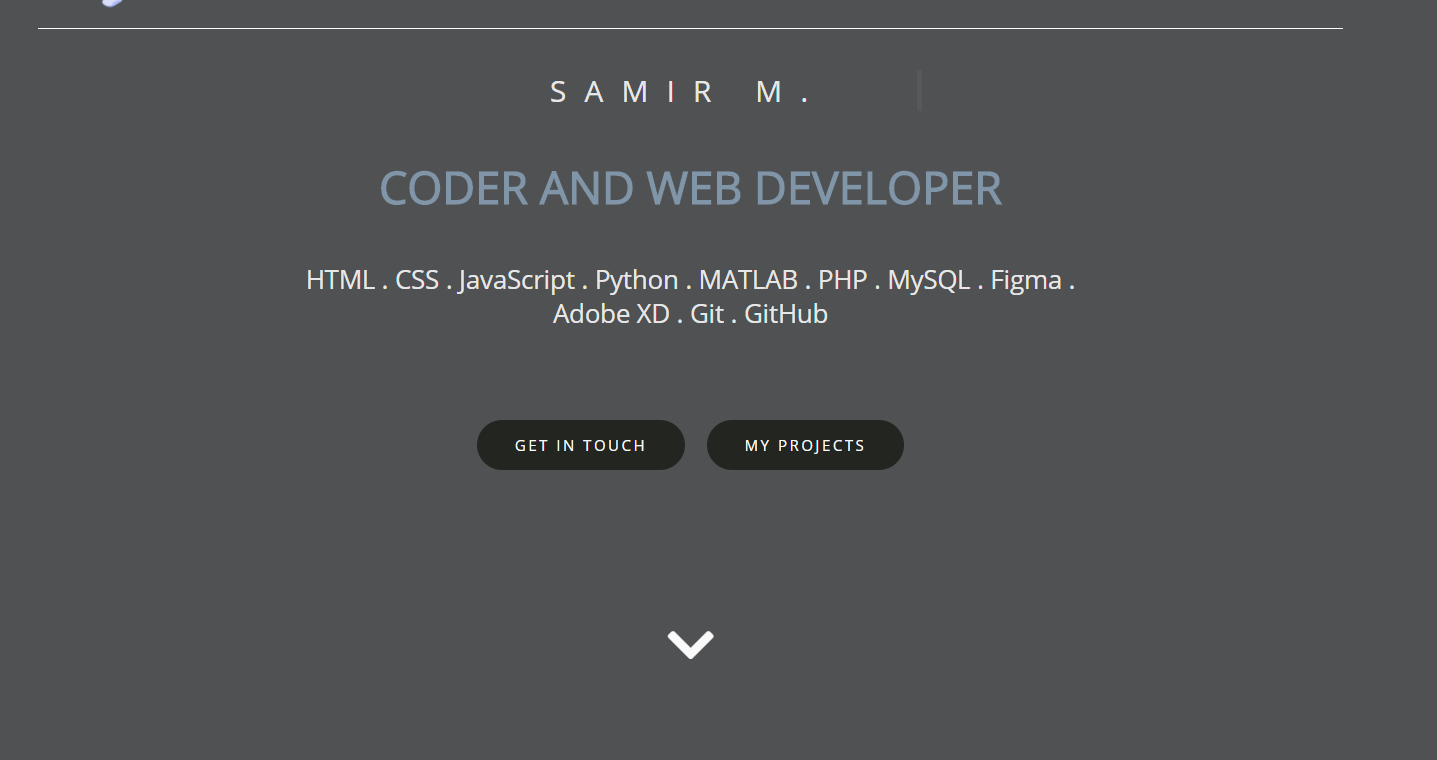 SAMIR M.
CODER AND WEB DEVELOPER
HTML . CSS . JavaScript . Python . MATLAB . PHP . MySQL . Figma .
Adobe XD . Git . GitHub
GET IN TOUCH
MY PROJECTS